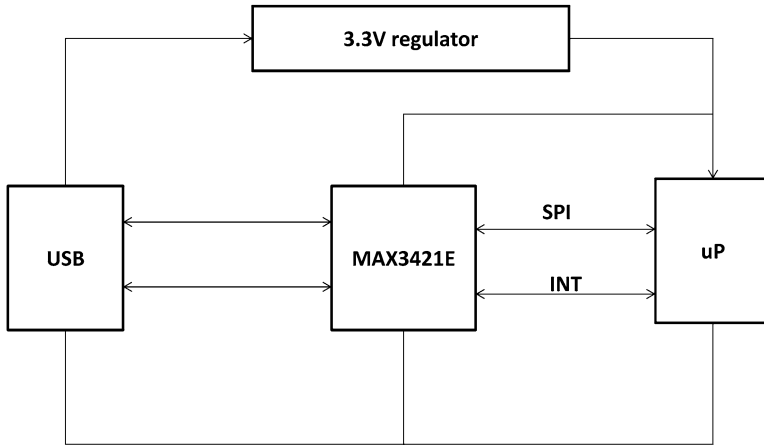 3.3V regulator
USB
MAX3421E
SPI
INT
uP